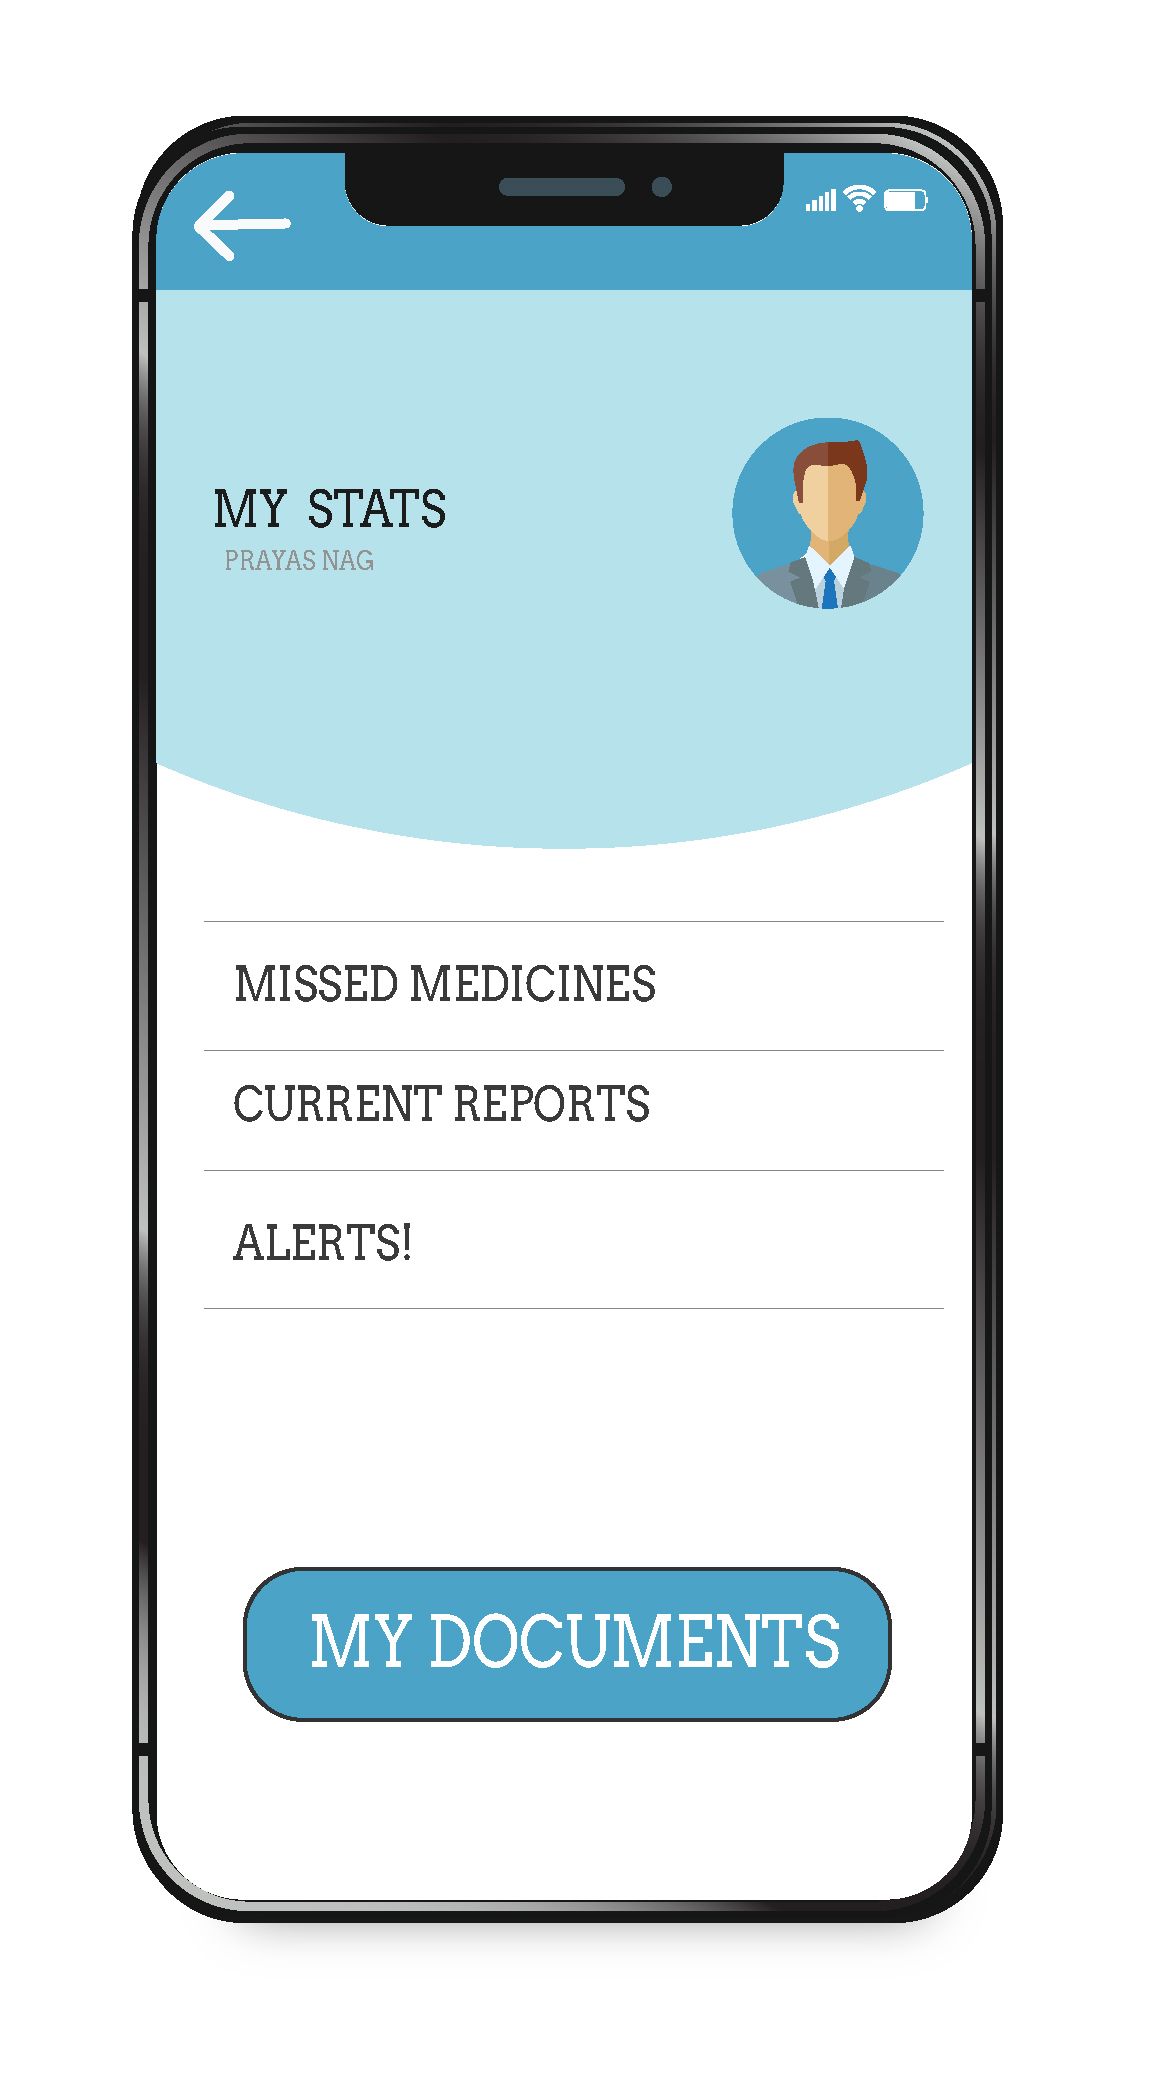 MY STATS
PRAYAS NAG
MISSED MEDICINES
CURRENT REPORTS
ALERTS!
MY DOCUMENTS